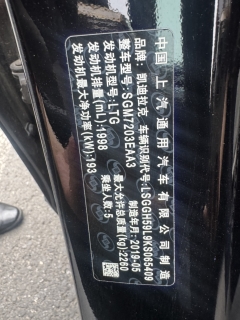 中国 上汽通用汽车有限公司制造
品牌：凯迪拉克 车辆识别代号：LSGGH59L9KS065409
整车型号：SGM7203EAA3
发动机型号：LTG 制造年月：2019-05
发动机排量(mL)：1998 最大允许总质量(kg)：2260
发动机最大净功率(kW)：193 乘坐人数：5